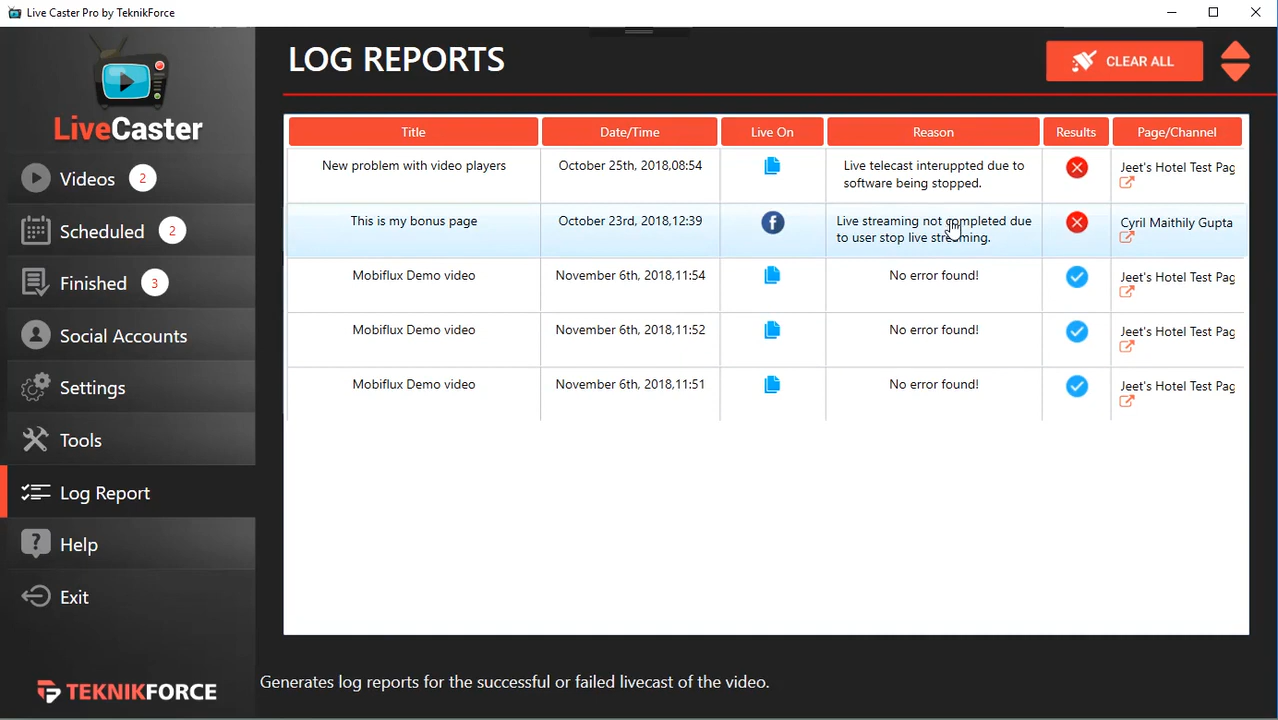 Live Caster Pro by TeknikForce
LiveCaster
Videos 2
Scheduled 2
Finished 3
Social Accounts
Settings
Tools
Log Report
Help
Exit
TEKNIKFORCE
LOG REPORTS
CLEAR ALL
Title Date/Time Live On Reason Results Page/Channel
New problem with video players October 25th, 2018,08:54 Live telecast interuppted due to Jeet's Hotel Test Pag
software being stopped.
This is my bonus page October 23rd, 2018,12:39 f Live streaming not completed due Cyril Maithily Gupta
to user stop live streaming.
Mobiflux Demo video November 6th, 2018,11:54 No error found! Jeet's Hotel Test Pag
Mobiflux Demo video November 6th, 2018,11:52 No error found! Jeet's Hotel Test Pag
Mobiflux Demo video November 6th, 2018,11:51 No error found! Jeet's Hotel Test Pag
Generates log reports for the successful or failed livecast of the video.